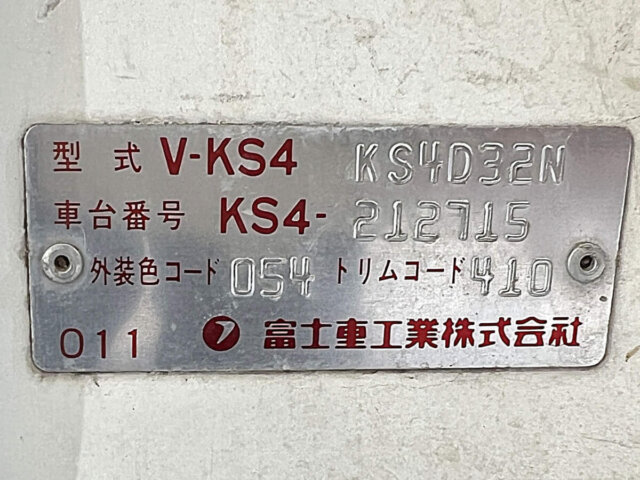 型式 V-KS4 KS4D32N
車台番号 KS4-212715
外装色コード 054 トリムコード 410
011 富士重工業株式会社